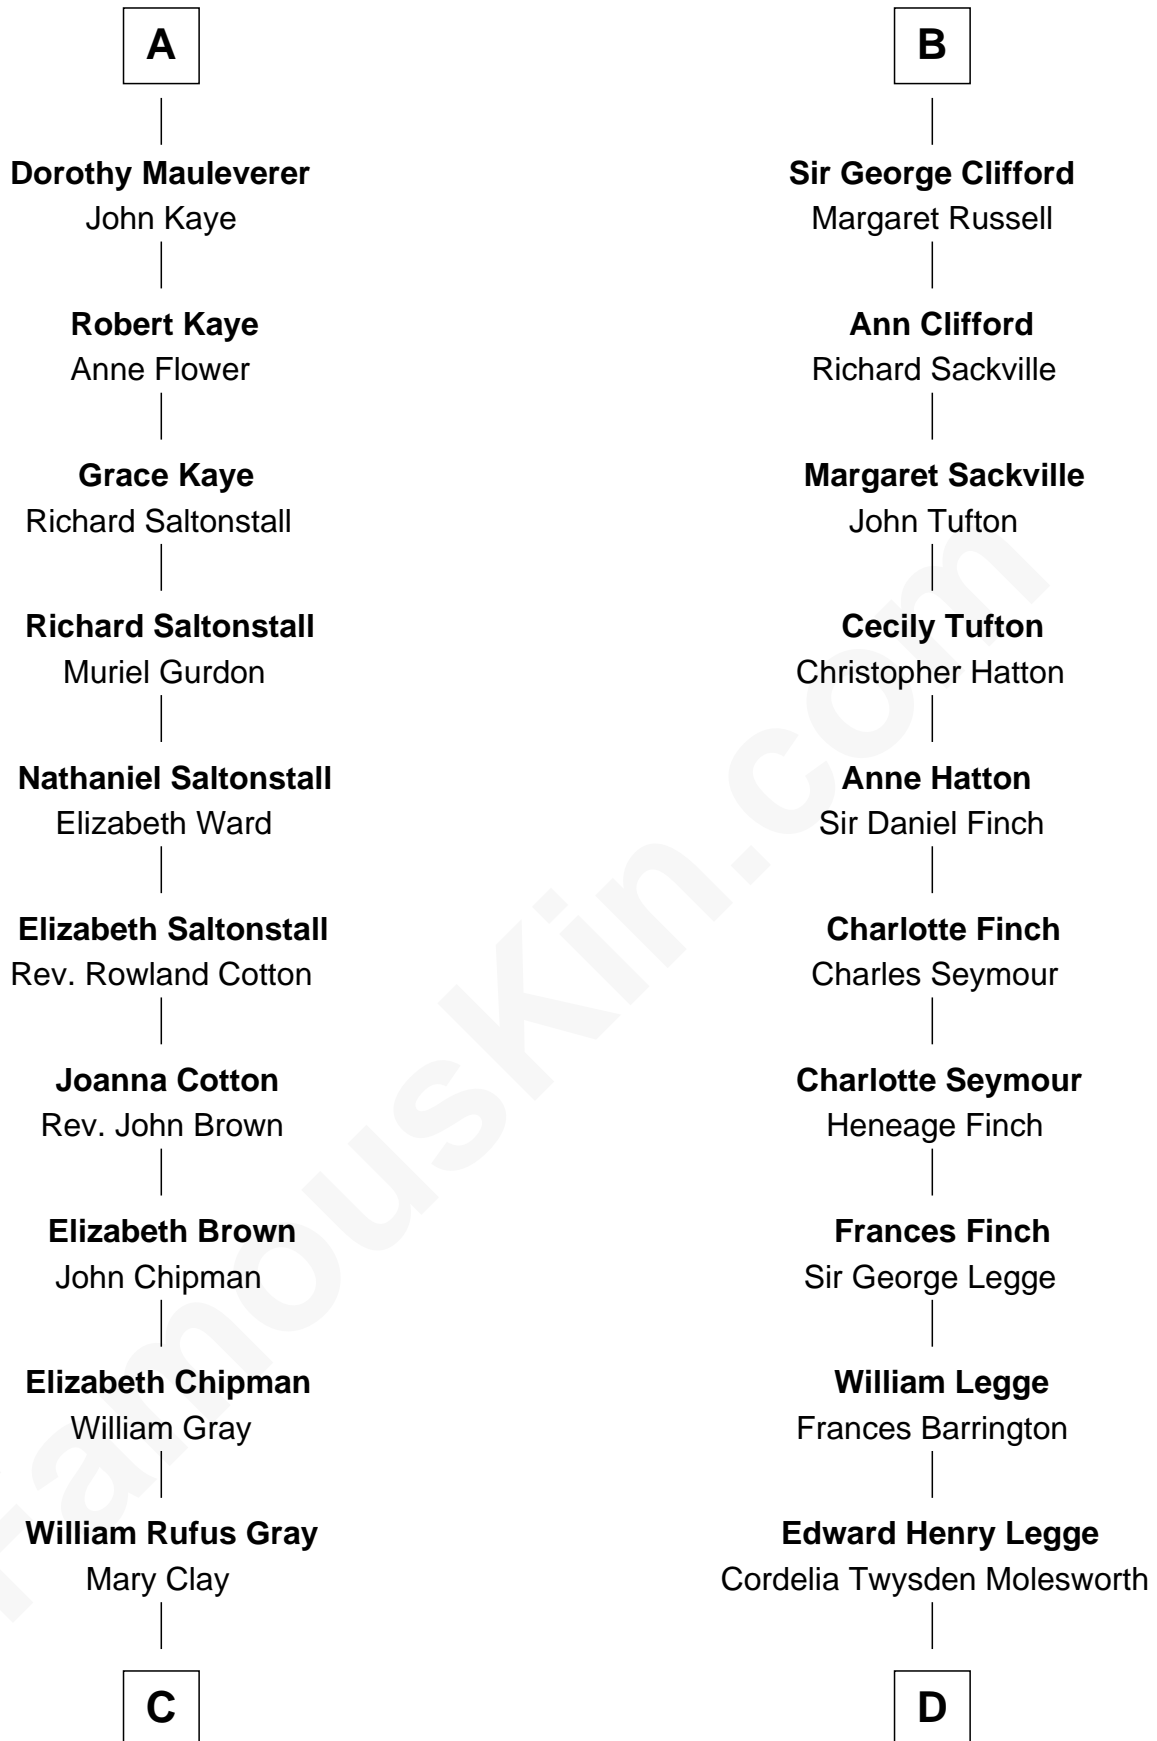 A
Dorothy Mauleverer
John Kaye
Robert Kaye
Anne Flower
Grace Kaye
Richard Saltonstall
Richard Saltonstall
Muriel Gurdon
Nathaniel Saltonstall
Elizabeth Ward
Elizabeth Saltonstall
Rev. Rowland Cotton
Joanna Cotton
Rev. John Brown
Elizabeth Brown
John Chipman
Elizabeth Chipman
William Gray
William Rufus Gray
Mary Clay
C
B
Sir George Clifford
Margaret Russell
Ann Clifford
Richard Sackville
Margaret Sackville
John Tufton
Cecily Tufton
Christopher Hatton
Anne Hatton
Sir Daniel Finch
Charlotte Finch
Charles Seymour
Charlotte Seymour
Heneage Finch
Frances Finch
Sir George Legge
William Legge
Frances Barrington
Edward Henry Legge
Cordelia Twysden Molesworth
D
FamousKin.com